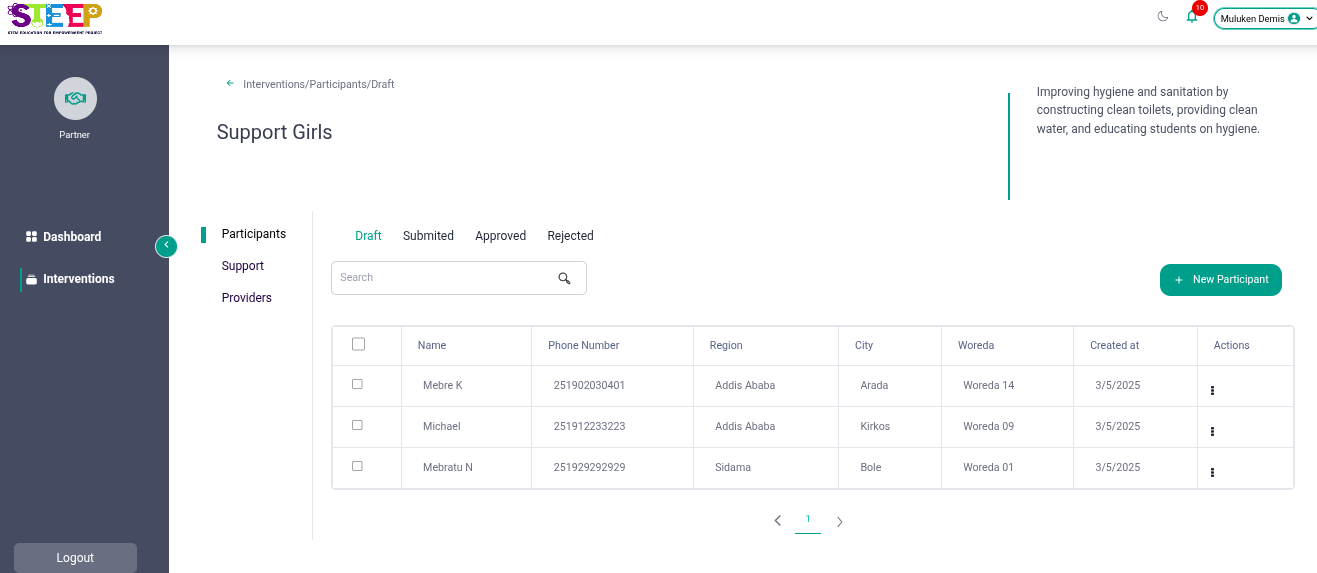 STEEP
STEM EDUCATION FOR EMPOWERMENT PROJECT
10
Muluken Demis
Partner
Dashboard
Interventions
Logout
Interventions/Participants/Draft
Support Girls
Improving hygiene and sanitation by
constructing clean toilets, providing clean
water, and educating students on hygiene.
Participants
Support
Providers
Draft Submited Approved Rejected
Search
+ New Participant
Name Phone Number Region City Woreda Created at Actions
Mebre K 251902030401 Addis Ababa Arada Woreda 14 3/5/2025
Michael 251912233223 Addis Ababa Kirkos Woreda 09 3/5/2025
Mebratu N 251929292929 Sidama Bole Woreda 01 3/5/2025
1